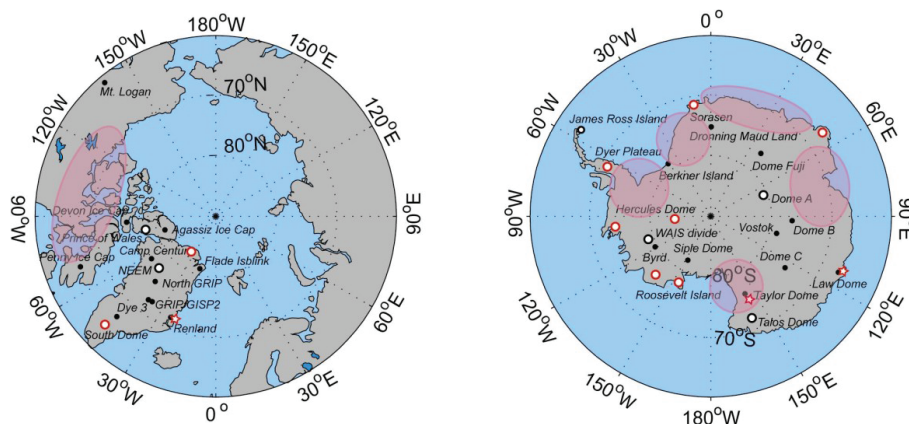 180°W
150°W
150°E
120°W
120°E
90°W
90°E
60°W
60°E
30°W
30°E
0°
70°N
80°N
Mt. Logan
Devon Ice Cap
Prince of Wales
Agassiz Ice Cap
Penny Ice Cap
Camp Century
NEEM
Flade Isblink
North GRIP
GRIP/GISP2
Dye 3
Renland
South Dome
0°
30°W
30°E
60°W
60°E
90°W
90°E
120°E
150°W
150°E
180°W
80°S
70°S
James Ross Island
Sorasen
Dronning Maud Land
Dyer Plateau
Dome Fuji
Berkner Island
Dome A
Hercules Dome
WAIS divide
Vostok
Dome B
Byrd
Siple Dome
Dome C
Law Dome
Roosevelt Island
Taylor Dome
Talos Dome